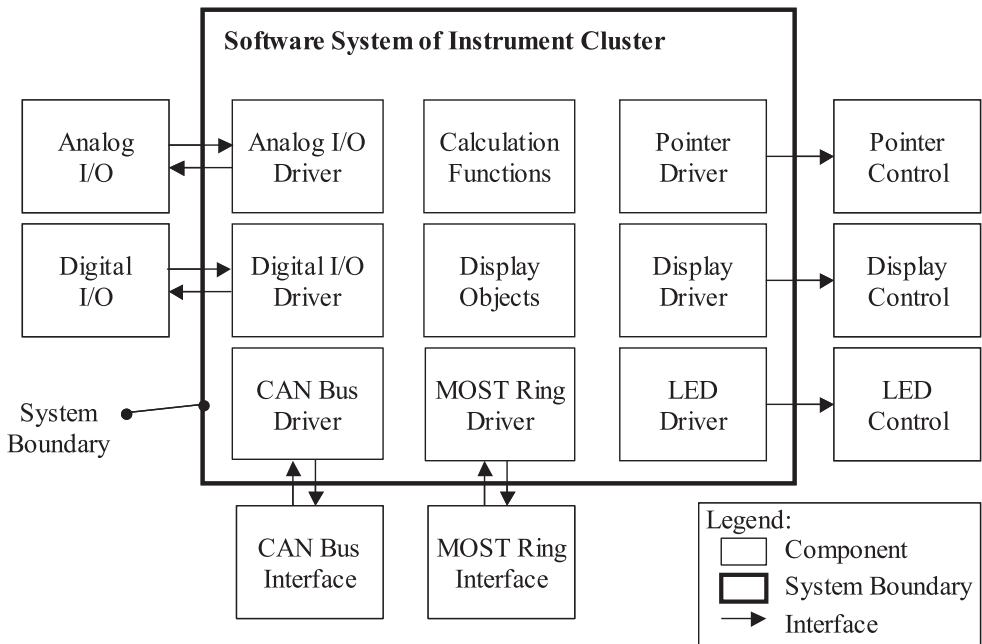 Software System of Instrument Cluster
Analog
I/O
Analog I/O
Driver
Calculation
Functions
Pointer
Driver
Pointer
Control
Digital
I/O
Digital I/O
Driver
Display
Objects
Display
Driver
Display
Control
System
Boundary
CAN Bus
Driver
MOST Ring
Driver
LED
Driver
LED
Control
CAN Bus
Interface
MOST Ring
Interface
Legend:
Component
System Boundary
Interface